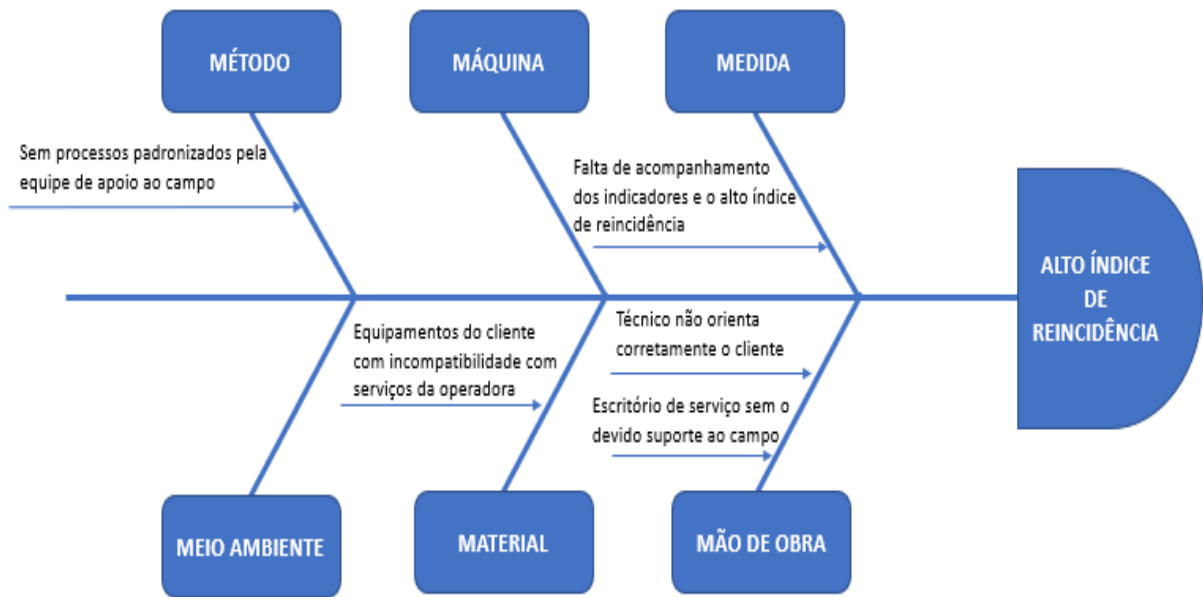 MÉTODO
MÁQUINA
MEDIDA
Sem processos padronizados pela
equipe de apoio ao campo
Falta de acompanhamento
dos indicadores e o alto índice
de reincidência
ALTO ÍNDICE
DE
REINCIDÊNCIA
Equipamentos do cliente
com incompatibilidade com
serviços da operadora
Técnico não orienta
corretamente o cliente
Escritório de serviço sem o
devido suporte ao campo
MEIO AMBIENTE
MATERIAL
MÃO DE OBRA